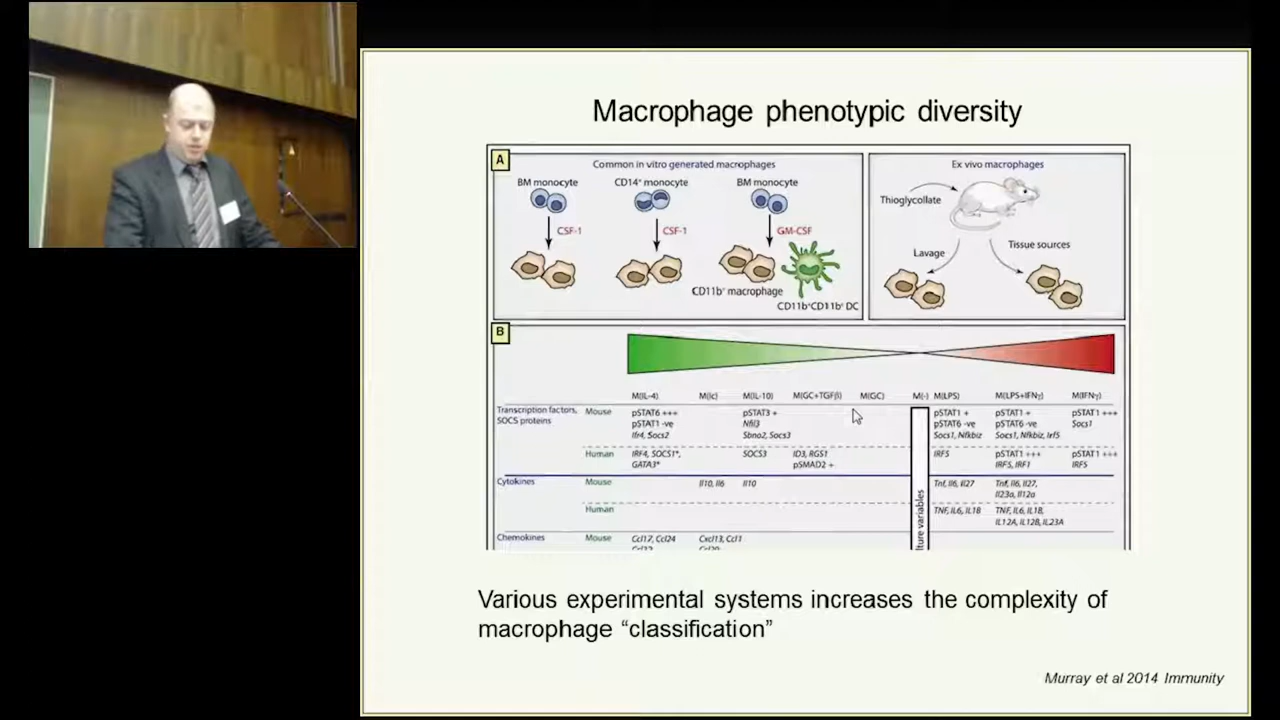 Macrophage phenotypic diversity
A
Common in vitro generated macrophages
BM monocyte
CD14⁺ monocyte
BM monocyte
CSF-1
CSF-1
GM-CSF
CD11b⁺ macrophage
CD11b⁺CD11b⁺ DC
Ex vivo macrophages
Thioglycollate
Lavage
Tissue sources
B
M(IL-4) M(Ic) M(IL-10) M(GC+TGFβ) M(GC) M(-) M(LPS) M(LPS+IFNγ) M(IFNγ)
Transcription factors, Mouse pSTAT6 +++ pSTAT3 + pSTAT1 + pSTAT1 + pSTAT1 +++
SOCS proteins pSTAT1 -ve Nfil3 pSTAT6 -ve pSTAT6 -ve Socs1
Irf4, Socs2 Sbno2, Socs3 Socs1, Nfkbiz Socs1, Nfkbiz, Irf5
Human IRF4, SOCS1*, SOCS3 ID3, RGS1 IRF5 pSTAT1 +++ pSTAT1 +++
GATA3* pSMAD2 + IRF5, IRF1 IRF5
Cytokines Mouse Il10, Il6 Il10 Tnf, Il6, Il27 Tnf, Il6, Il27,
Il23a, Il12a
Human TNF, IL6, IL1B TNF, IL6, IL1B,
IL12A, IL12B, IL23A
Chemokines Mouse Ccl17, Ccl24 Cxcl13, Ccl1
lture variables
Various experimental systems increases the complexity of
macrophage “classification”
Murray et al 2014 Immunity